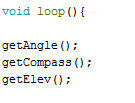 void loop(){
getAngle();
getCompass();
getElev();